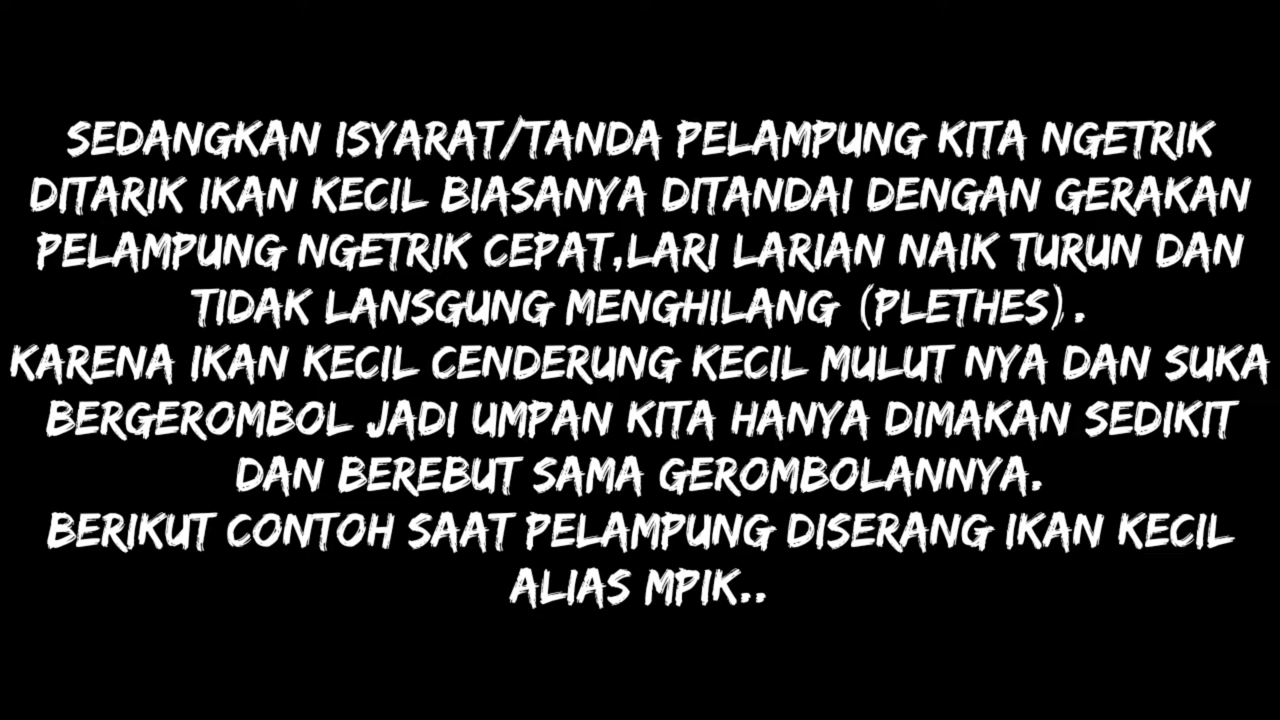 SEDANGKAN ISYARAT/TANDA PELAMPUNG KITA NGETRIK
DITARIK IKAN KECIL BIASANYA DITANDAI DENGAN GERAKAN
PELAMPUNG NGETRIK CEPAT,LARI LARIAN NAIK TURUN DAN
TIDAK LANSGUNG MENGHILANG (PLETHES).
KARENA IKAN KECIL CENDERUNG KECIL MULUT NYA DAN SUKA
BERGEROMBOL JADI UMPAN KITA HANYA DIMAKAN SEDIKIT
DAN BEREBUT SAMA GEROMBOLANNYA.
BERIKUT CONTOH SAAT PELAMPUNG DISERANG IKAN KECIL
ALIAS MPIK..